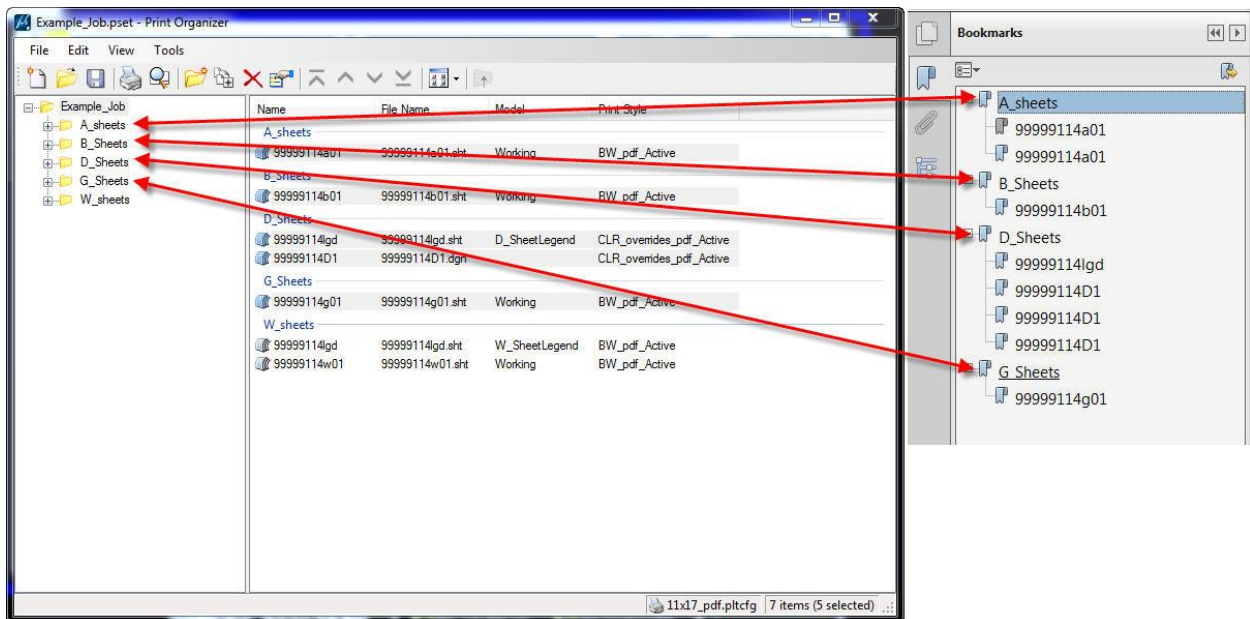 Example_Job.pset - Print Organizer
File Edit View Tools
Example_Job
A_sheets
B_Sheets
D_Sheets
G_Sheets
W_sheets
Name File Name Model Print Style
A_sheets
99999114a01 99999114a01.sht Working BW_pdf_Active
B_Sheets
99999114b01 99999114b01.sht Working BW_pdf_Active
D_Sheets
99999114lgd 99999114lgd.sht D_SheetLegend CLR_overrides_pdf_Active
99999114D1 99999114D1.dgn CLR_overrides_pdf_Active
G_Sheets
99999114g01 99999114g01.sht Working BW_pdf_Active
W_sheets
99999114lgd 99999114lgd.sht W_SheetLegend BW_pdf_Active
99999114w01 99999114w01.sht Working BW_pdf_Active
11x17_pdf.pltcfg 7 items (5 selected)
Bookmarks
A_sheets
99999114a01
99999114a01
B_Sheets
99999114b01
D_Sheets
99999114lgd
99999114D1
99999114D1
99999114D1
G_Sheets
99999114g01